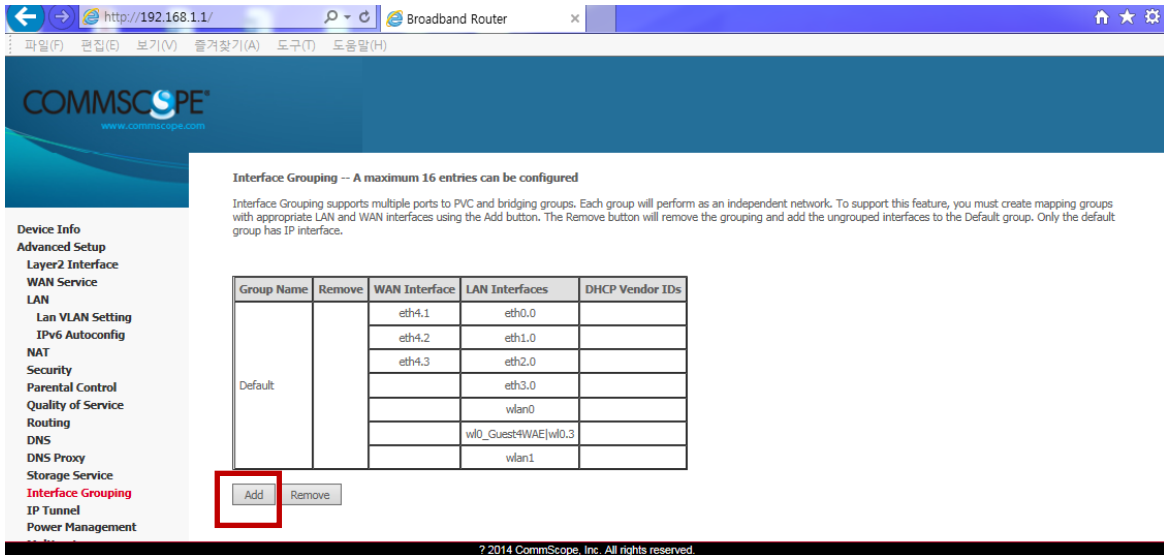 http://192.168.1.1/
Broadband Router
파일(F) 편집(E) 보기(V) 즐겨찾기(A) 도구(T) 도움말(H)
COMMSCOPE®
www.commscope.com
Interface Grouping -- A maximum 16 entries can be configured
Interface Grouping supports multiple ports to PVC and bridging groups. Each group will perform as an independent network. To support this feature, you must create mapping groups
with appropriate LAN and WAN interfaces using the Add button. The Remove button will remove the grouping and add the ungrouped interfaces to the Default group. Only the default
group has IP interface.
Device Info
Advanced Setup
Layer2 Interface
WAN Service
LAN
Lan VLAN Setting
IPv6 Autoconfig
NAT
Security
Parental Control
Quality of Service
Routing
DNS
DNS Proxy
Storage Service
Interface Grouping
IP Tunnel
Power Management
Group Name Remove WAN Interface LAN Interfaces DHCP Vendor IDs
Default
eth4.1 eth0.0
eth4.2 eth1.0
eth4.3 eth2.0
eth3.0
wlan0
wl0_Guest4WAE|wl0.3
wlan1
Add Remove
? 2014 CommScope, Inc. All rights reserved.